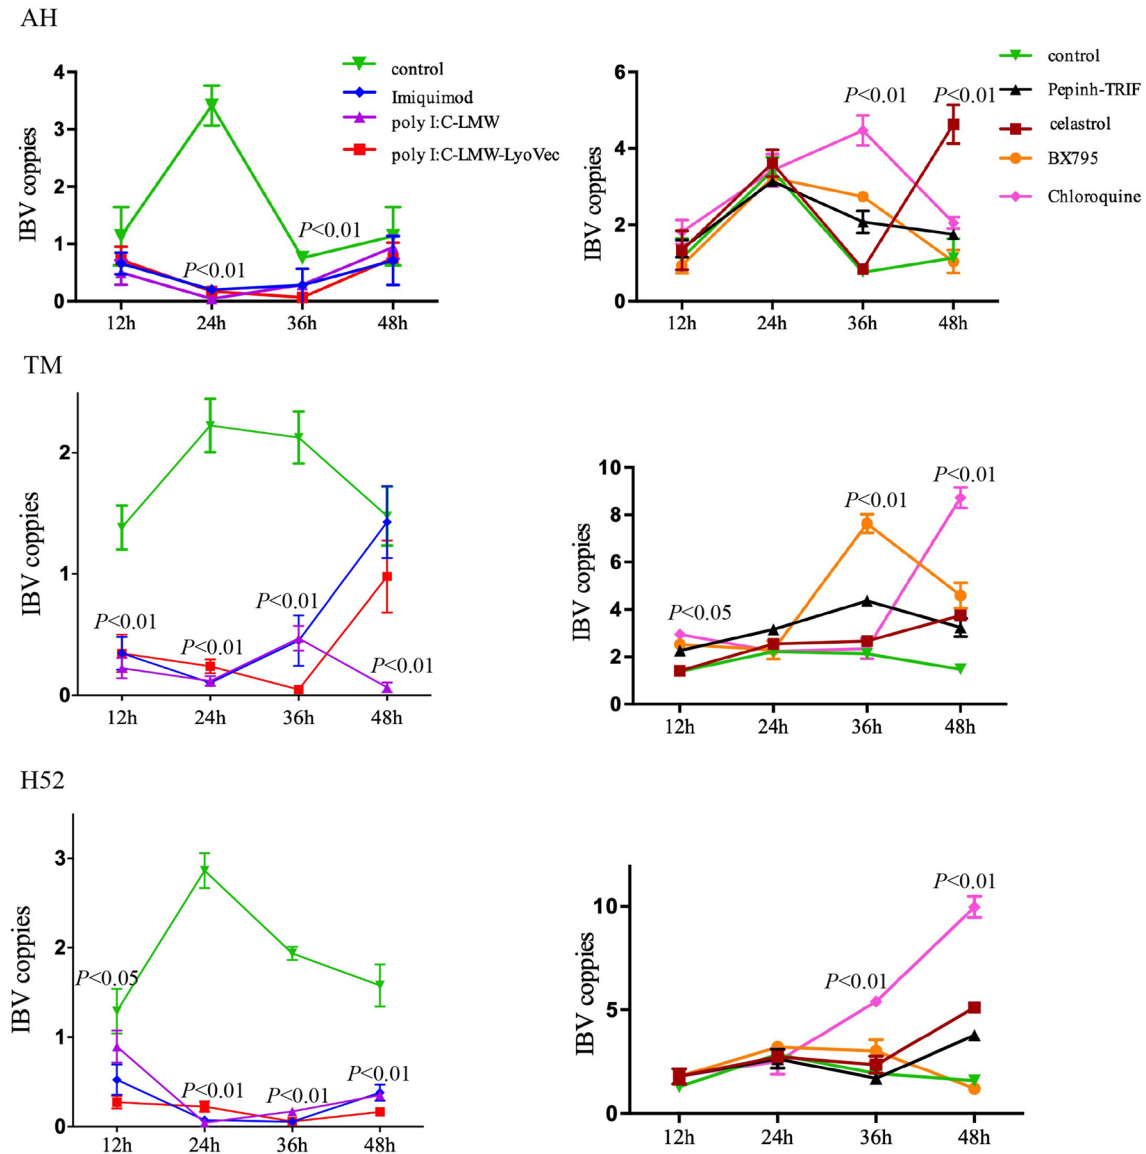 AH
control
Imiquimod
poly I:C-LMW
poly I:C-LMW-LyoVec
IBV coppies
4
3
2
1
0
P<0.01
P<0.01
12h 24h 36h 48h
control
Pepinh-TRIF
celastrol
BX795
Chloroquine
IBV coppies
6
4
2
0
P<0.01 P<0.01
12h 24h 36h 48h
TM
IBV coppies
2
1
0
P<0.01
P<0.01
P<0.01
P<0.01
12h 24h 36h 48h
IBV coppies
10
8
6
4
2
0
P<0.05
P<0.01
P<0.01
12h 24h 36h 48h
H52
IBV coppies
3
2
1
0
P<0.05
P<0.01
P<0.01
P<0.01
12h 24h 36h 48h
IBV coppies
10
5
0
P<0.01
P<0.01
12h 24h 36h 48h